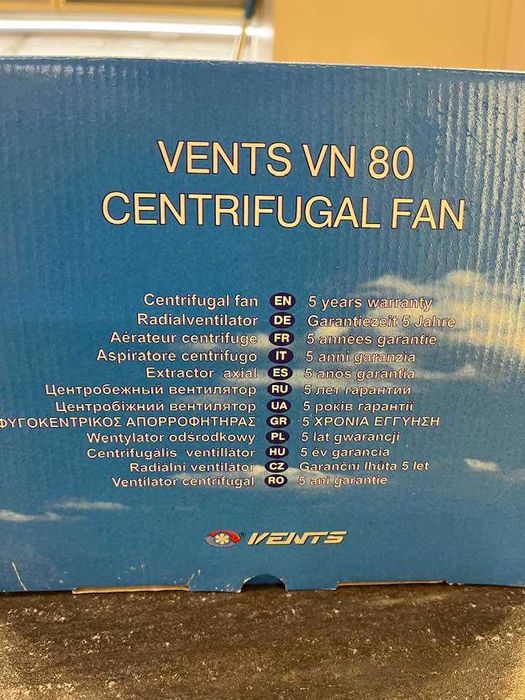 VENTS VN 80
CENTRIFUGAL FAN
Centrifugal fan EN 5 years warranty
Radialventilator DE Garantiezeit 5 Jahre
Aérateur centrifuge FR 5 années garantie
Aspiratore centrifugo IT 5 anni garanzia
Extractor axial ES 5 anos garantia
Центробежный вентилятор RU 5 лет гарантии
Центробіжний вентилятор UA 5 років гарантії
ΦΥΓΟΚΕΝΤΡΙΚΟΣ ΑΠΟΡΡΟΦΗΤΗΡΑΣ GR 5 ΧΡΟΝΙΑ ΕΓΓΥΗΣΗ
Wentylator odśrodkowy PL 5 lat gwarancji
Centrifugális ventillátor HU 5 év garancia
Radiální ventilátor CZ Garanční lhůta 5 let
Ventilator centrifugal RO 5 ani garantie
VENTS